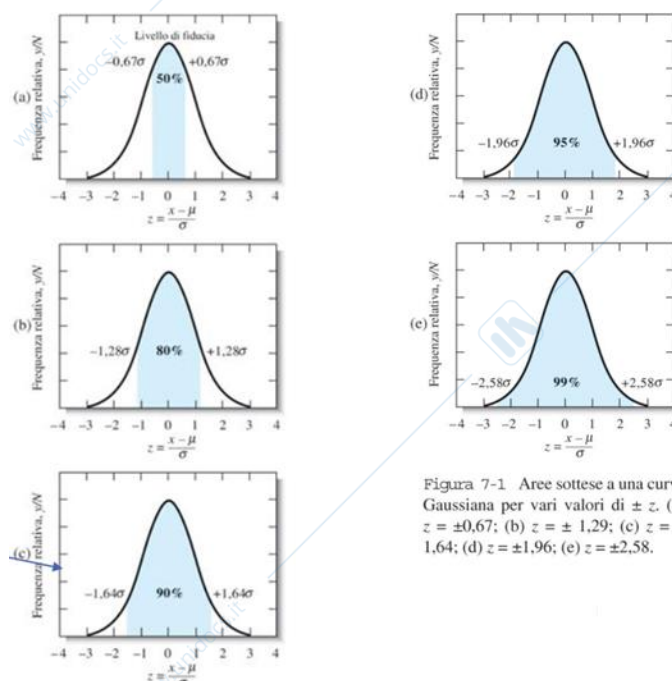 Livello di fiducia
–0,67σ +0,67σ
50%
(a)
Frequenza relativa, y/N
–4 –3 –2 –1 0 1 2 3 4
z = x – μ / σ
–1,28σ +1,28σ
80%
(b)
Frequenza relativa, y/N
–4 –3 –2 –1 0 1 2 3 4
z = x – μ / σ
–1,64σ +1,64σ
90%
(c)
Frequenza relativa, y/N
–4 –3 –2 –1 0 1 2 3 4
z = x – μ / σ
–1,96σ +1,96σ
95%
(d)
Frequenza relativa, y/N
–4 –3 –2 –1 0 1 2 3
z = x – μ / σ
–2,58σ +2,58σ
99%
(e)
Frequenza relativa, y/N
–4 –3 –2 –1 0 1 2 3
z = x – μ / σ
Figura 7-1 Aree sottese a una curv
Gaussiana per vari valori di ± z. (
z = ±0,67; (b) z = ± 1,29; (c) z =
1,64; (d) z = ±1,96; (e) z = ±2,58.
www.unidocs.it
unidocs.it